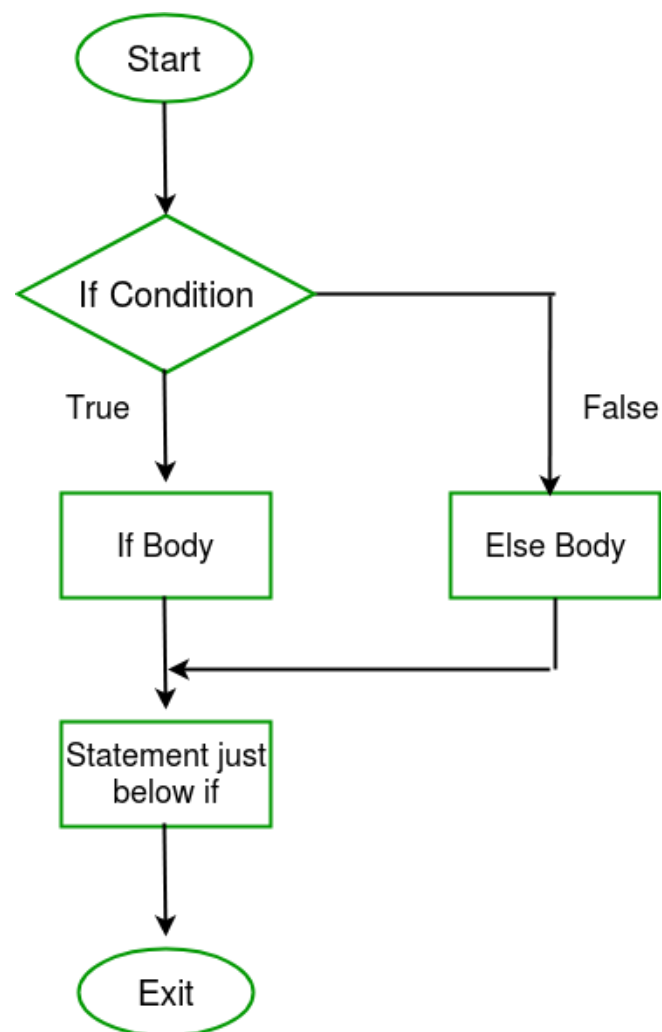 Start
If Condition
True
False
If Body
Else Body
Statement just
below if
Exit